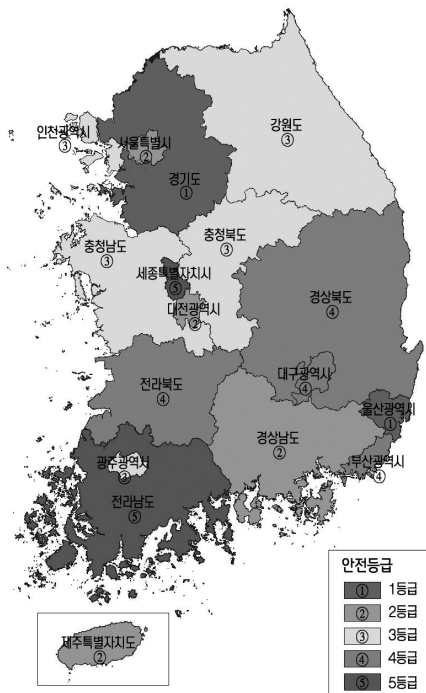 강원도
③
인천광역시
③
서울특별시
②
경기도
①
충청남도
③
충청북도
③
세종특별자치시
⑤
대전광역시
②
경상북도
④
대구광역시
④
전라북도
④
울산광역시
①
경상남도
②
부산광역시
④
광주광역시
전라남도
⑤
제주특별자치도
②
안전등급
① 1등급
② 2등급
③ 3등급
④ 4등급
⑤ 5등급